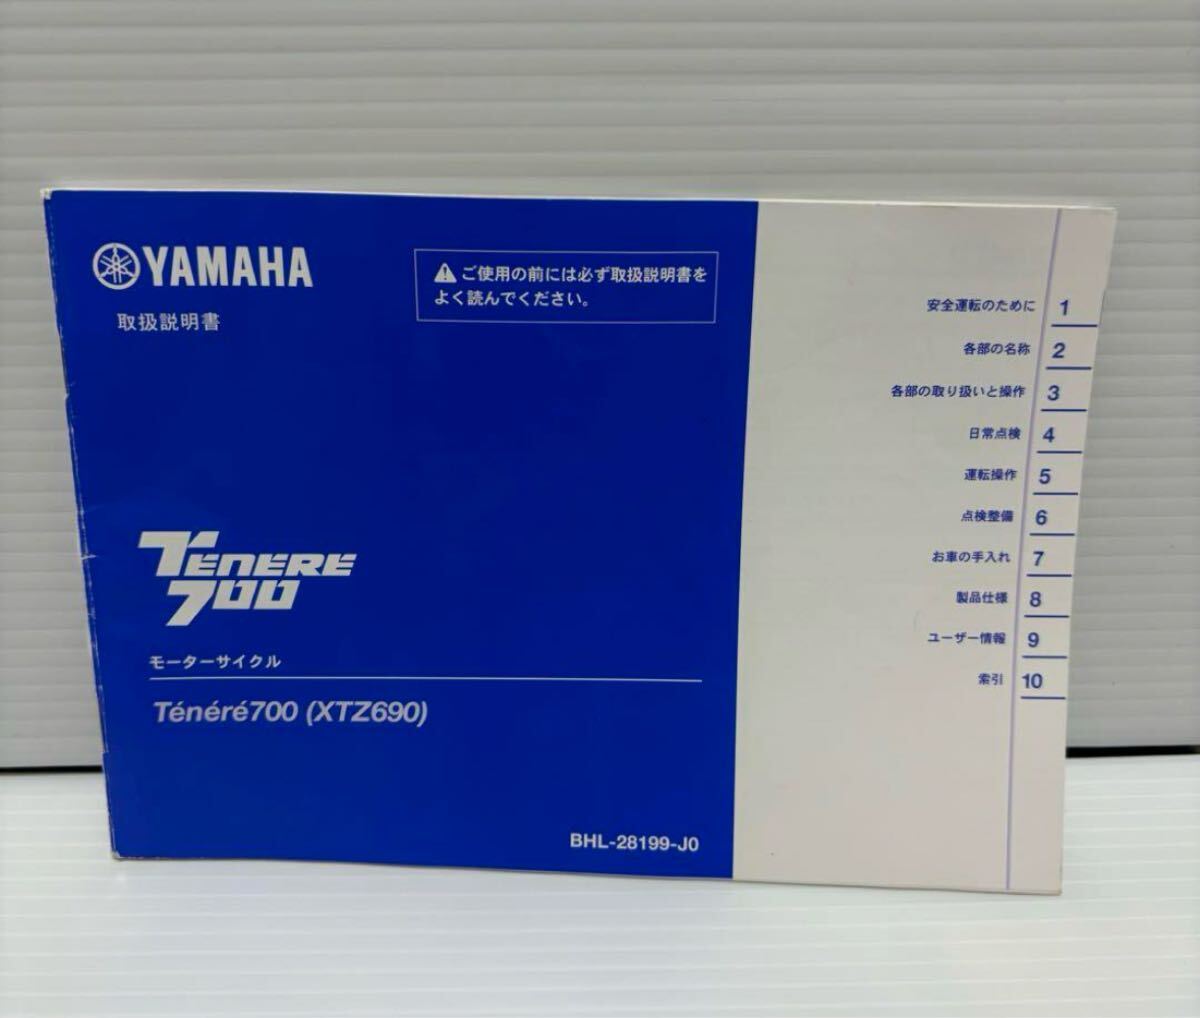 YAMAHA
取扱説明書
⚠ご使用の前には必ず取扱説明書を
よく読んでください。
TÉNÉRÉ
700
モーターサイクル
Ténéré700 (XTZ690)
BHL-28199-J0
安全運転のために 1
各部の名称 2
各部の取り扱いと操作 3
日常点検 4
運転操作 5
点検整備 6
お車の手入れ 7
製品仕様 8
ユーザー情報 9
索引 10